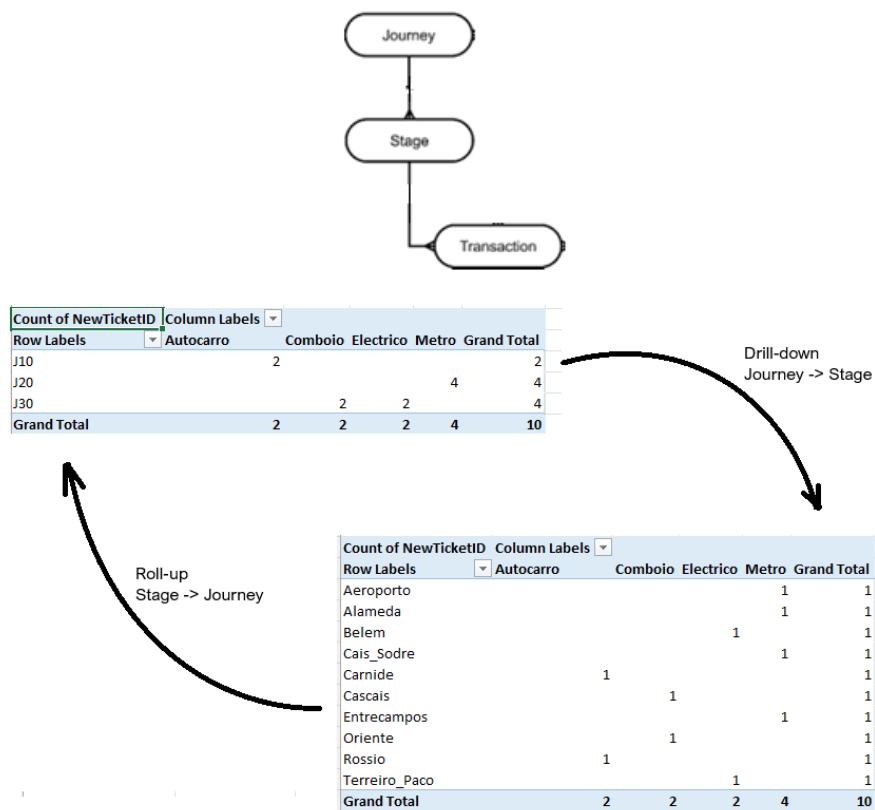 Journey
Stage
Transaction
Count of NewTicketID Column Labels
Row Labels Autocarro Comboio Electrico Metro Grand Total
J10 2 2
J20 4 4
J30 2 2 4
Grand Total 2 2 2 4 10
Drill-down
Journey -> Stage
Roll-up
Stage -> Journey
Count of NewTicketID Column Labels
Row Labels Autocarro Comboio Electrico Metro Grand Total
Aeroporto 1 1
Alameda 1 1
Belem 1 1
Cais_Sodre 1 1
Carnide 1 1
Cascais 1 1
Entrecampos 1 1
Oriente 1 1
Rossio 1 1
Terreiro_Paco 1 1
Grand Total 2 2 2 4 10